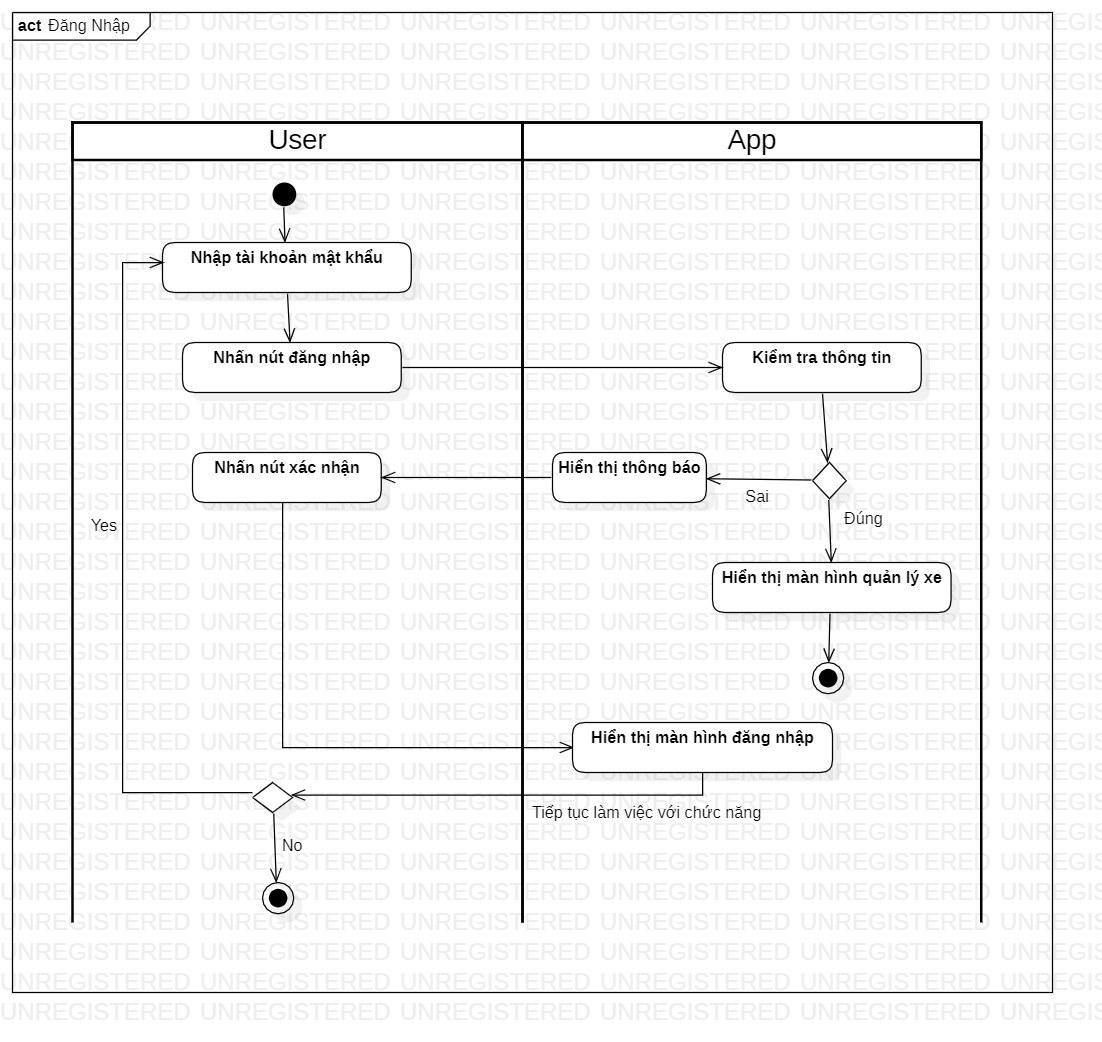 act Đăng Nhập
User
App
Nhập tài khoản mật khẩu
Nhấn nút đăng nhập
Kiểm tra thông tin
Nhấn nút xác nhận
Hiển thị thông báo
Sai
Đúng
Yes
Hiển thị màn hình quản lý xe
Hiển thị màn hình đăng nhập
Tiếp tục làm việc với chức năng
No
UNREGISTERED